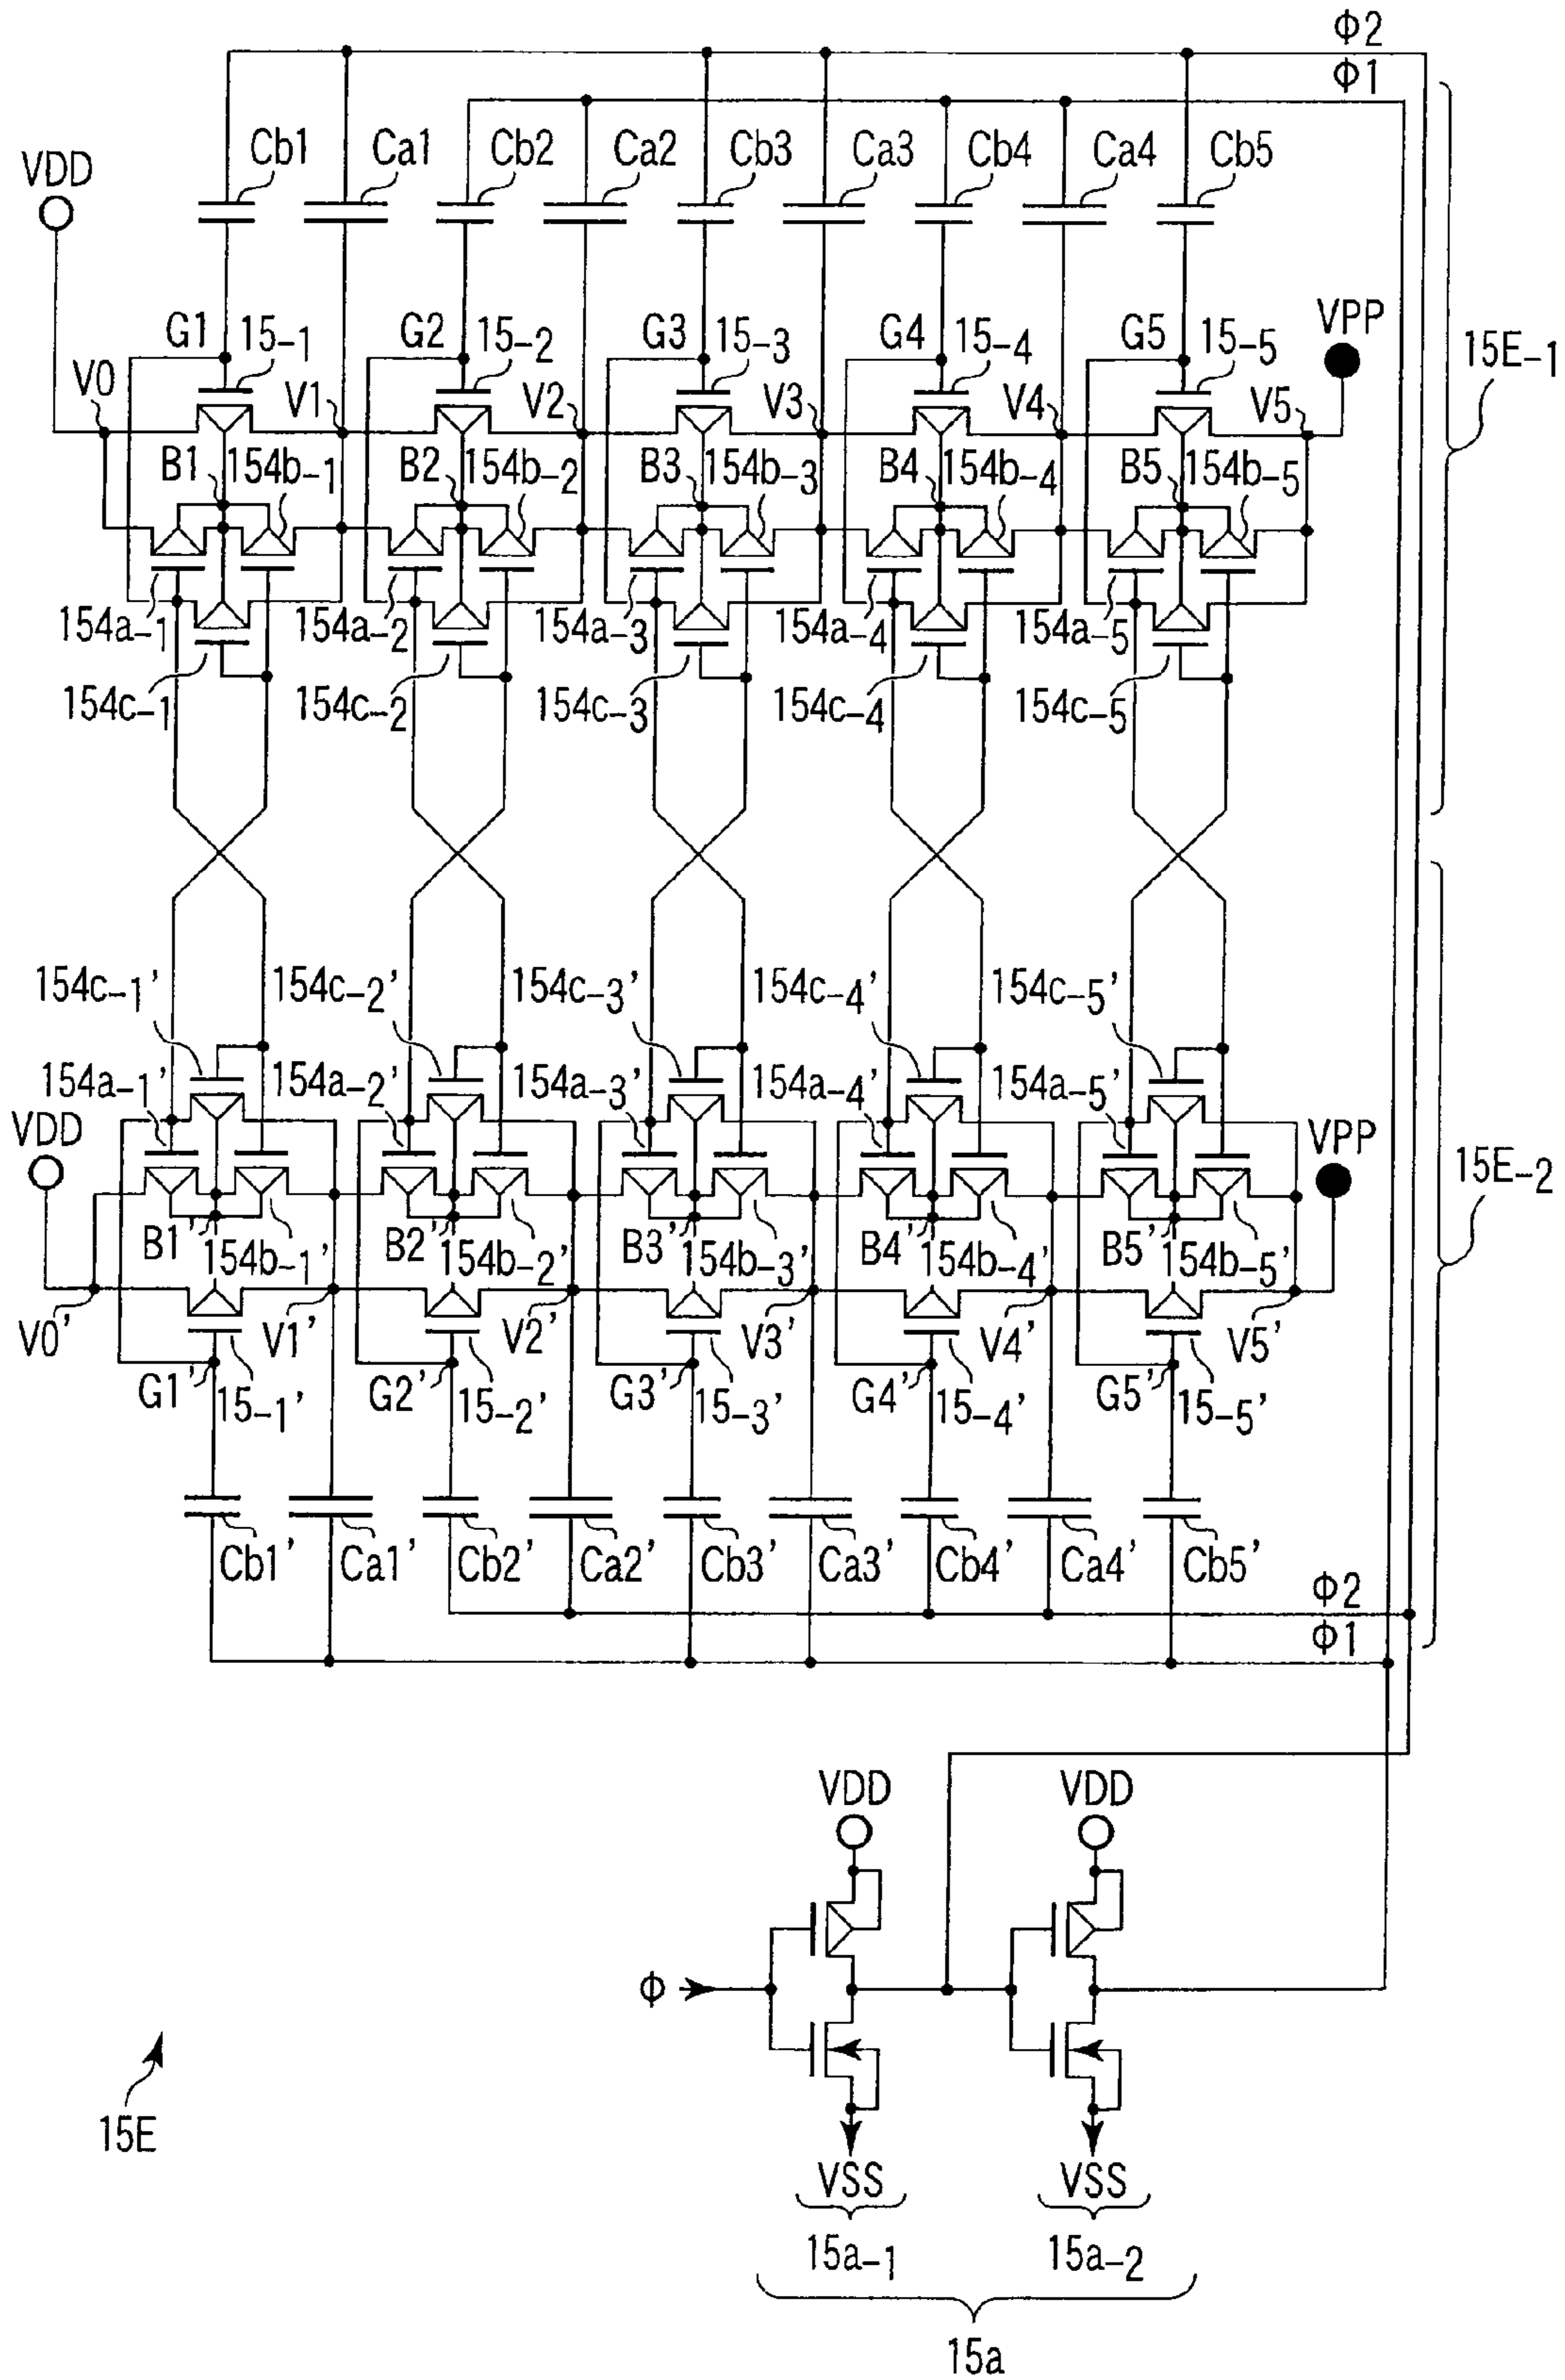 Φ2
Φ1
Cb1 Ca1 Cb2 Ca2 Cb3 Ca3 Cb4 Ca4 Cb5
VDD
G1 15-1 G2 15-2 G3 15-3 G4 15-4 G5 15-5 VPP
15E-1
V0 V1 V2 V3 V4 V5
B1 154b-1 B2 154b-2 B3 154b-3 B4 154b-4 B5 154b-5
154a-1 154a-2 154a-3 154a-4 154a-5
154c-1 154c-2 154c-3 154c-4 154c-5
154c-1' 154c-2' 154c-3' 154c-4' 154c-5'
154a-1' 154a-2' 154a-3' 154a-4' 154a-5'
VDD VPP
15E-2
B1' 154b-1' B2' 154b-2' B3' 154b-3' B4' 154b-4' B5' 154b-5'
V0' V1' V2' V3' V4' V5'
G1' 15-1' G2' 15-2' G3' 15-3' G4' 15-4' G5' 15-5'
Cb1' Ca1' Cb2' Ca2' Cb3' Ca3' Cb4' Ca4' Cb5'
Φ2
Φ1
VDD VDD
Φ
15E
VSS VSS
15a-1 15a-2
15a